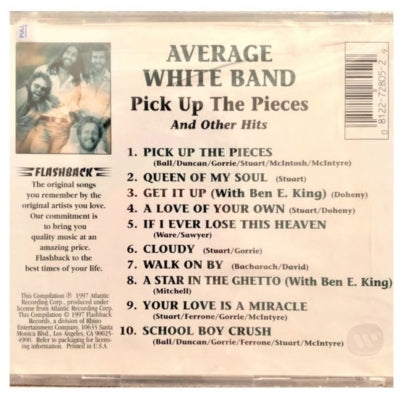 PULL
AVERAGE
WHITE BAND
Pick Up The Pieces
And Other Hits
0 8122-72805-2 9
1. PICK UP THE PIECES
(Ball/Duncan/Gorrie/Stuart/McIntosh/McIntyre)
2. QUEEN OF MY SOUL (Stuart)
3. GET IT UP (With Ben E. King) (Doheny)
4. A LOVE OF YOUR OWN (Stuart/Doheny)
5. IF I EVER LOSE THIS HEAVEN
(Ware/Sawyer)
6. CLOUDY (Stuart/Gorrie)
7. WALK ON BY (Bacharach/David)
8. A STAR IN THE GHETTO (With Ben E. King)
(Mitchell)
9. YOUR LOVE IS A MIRACLE
(Stuart/Ferrone/Gorrie/McIntyre)
10. SCHOOL BOY CRUSH
(Ball/Duncan/Gorrie/Ferrone/Stuart/McIntyre)
FLASHBACK
The original songs
you remember by the
original artists you love.
Our commitment is
to bring you
quality music at an
amazing price.
Flashback to the
best times of your life.
This Compilation ℗ 1997 Atlantic
Recording Corp., produced under
license from Atlantic Recording Corp.
This Compilation © 1997 Flashback
Records, a division of Rhino
Entertainment Company, 10635 Santa
Monica Blvd., Los Angeles, CA 90025-
4900. Refer to packaging for licens-
ing information. Printed in U.S.A.